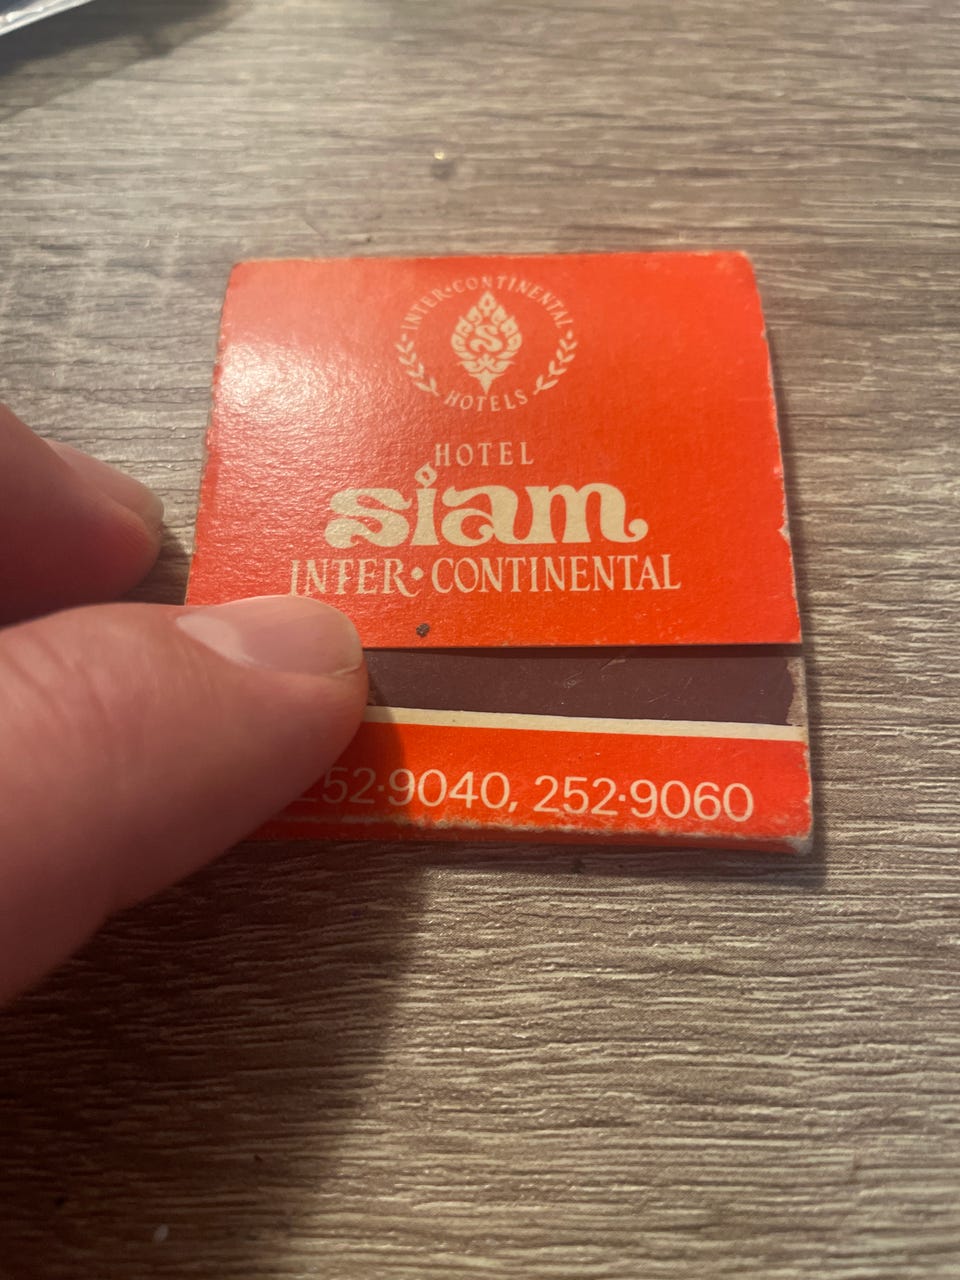 INTER·CONTINENTAL
S
HOTELS
HOTEL
siam
INTER·CONTINENTAL
252·9040, 252·9060